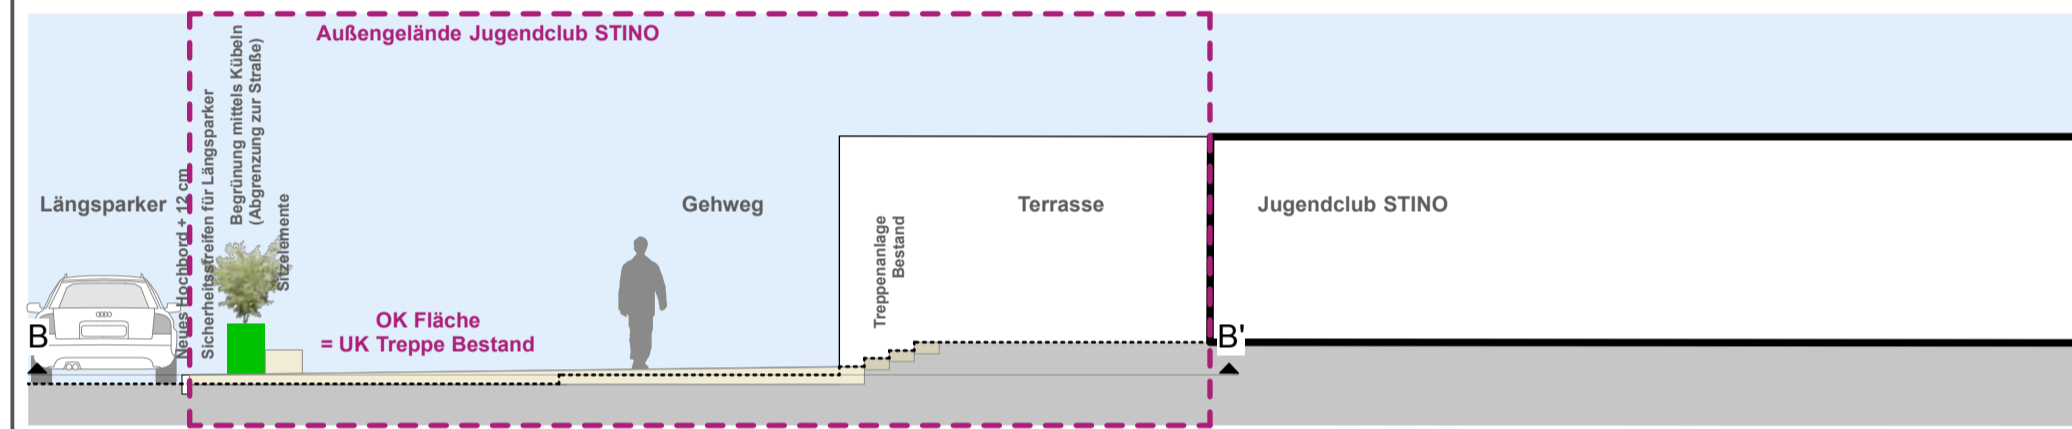 Außengelände Jugendclub STINO
Längsparker
Neues Hochbord + 12 cm
Sicherheitsstreifen für Längsparker
Begrünung mittels Kübeln
(Abgrenzung zur Straße)
Sitzelemente
OK Fläche
= UK Treppe Bestand
Gehweg
Treppenanlage
Bestand
Terrasse
Jugendclub STINO
B
B'